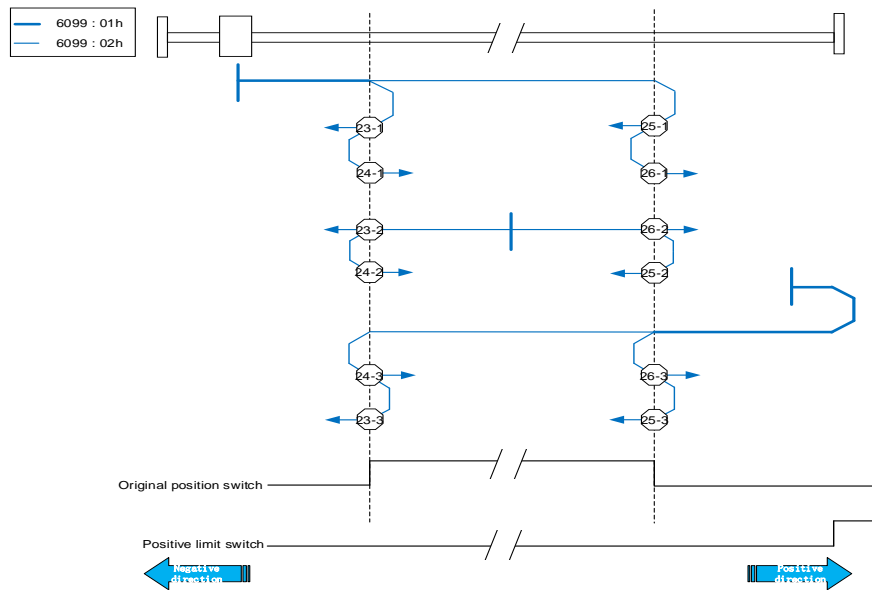 6099 : 01h
6099 : 02h
23-1
25-1
24-1
26-1
23-2
26-2
24-2
25-2
24-3
26-3
23-3
25-3
Original position switch
Positive limit switch
Negative
direction
Positive
direction